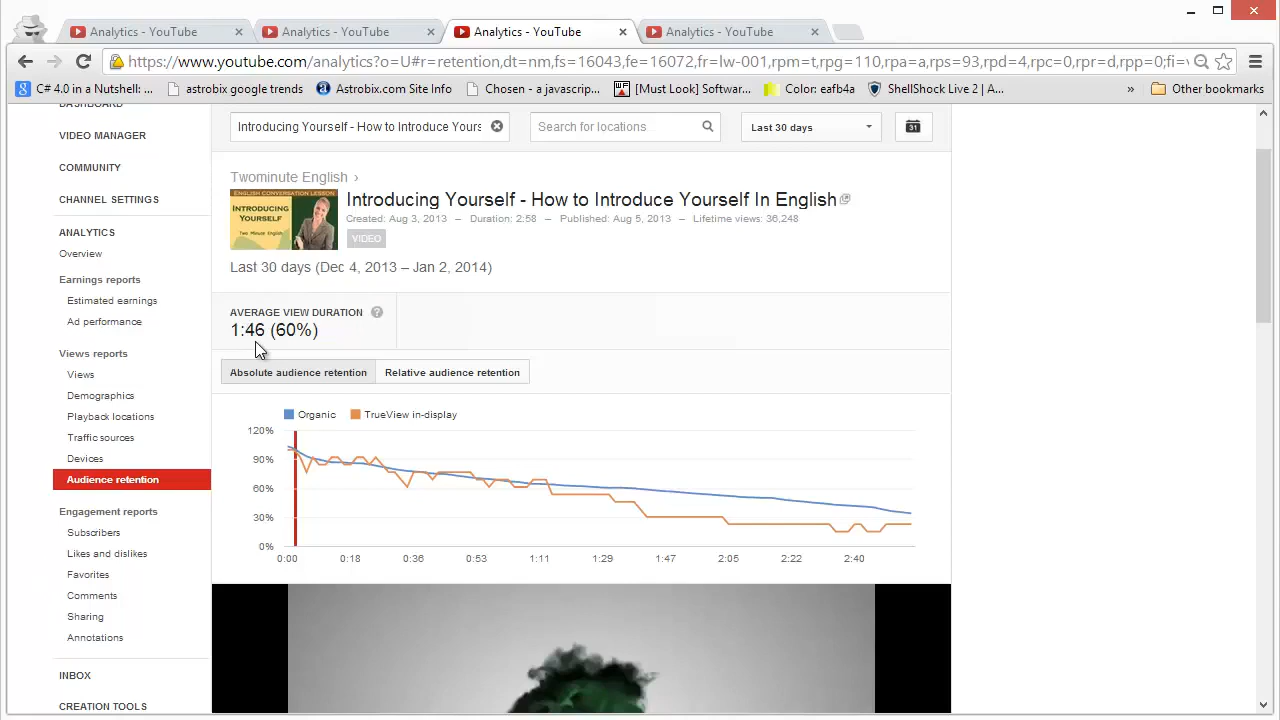 Analytics - YouTube
Analytics - YouTube
Analytics - YouTube
Analytics - YouTube
https://www.youtube.com/analytics?o=U#r=retention,dt=nm,fs=16043,fe=16072,fr=lw-001,rpm=t,rpg=110,rpa=a,rps=93,rpd=4,rpc=0,rpr=d,rpp=0;fi=
C# 4.0 in a Nutshell: ...
astrobix google trends
Astrobix.com Site Info
Chosen - a javascrip...
[Must Look] Softwar...
Color: eafb4a
ShellShock Live 2 | A...
»
Other bookmarks
DASHBOARD
VIDEO MANAGER
COMMUNITY
CHANNEL SETTINGS
ANALYTICS
Overview
Earnings reports
Estimated earnings
Ad performance
Views reports
Views
Demographics
Playback locations
Traffic sources
Devices
Audience retention
Engagement reports
Subscribers
Likes and dislikes
Favorites
Comments
Sharing
Annotations
INBOX
CREATION TOOLS
Introducing Yourself - How to Introduce Yours
Search for locations
Last 30 days
31
Twominute English ›
ENGLISH CONVERSATION LESSON
INTRODUCING
YOURSELF
Two Minute English
Introducing Yourself - How to Introduce Yourself In English
Created: Aug 3, 2013 – Duration: 2:58 – Published: Aug 5, 2013 – Lifetime views: 36,248
VIDEO
Last 30 days (Dec 4, 2013 – Jan 2, 2014)
AVERAGE VIEW DURATION ?
1:46 (60%)
Absolute audience retention
Relative audience retention
Organic
TrueView in-display
120%
90%
60%
30%
0%
0:00 0:18 0:36 0:53 1:11 1:29 1:47 2:05 2:22 2:40